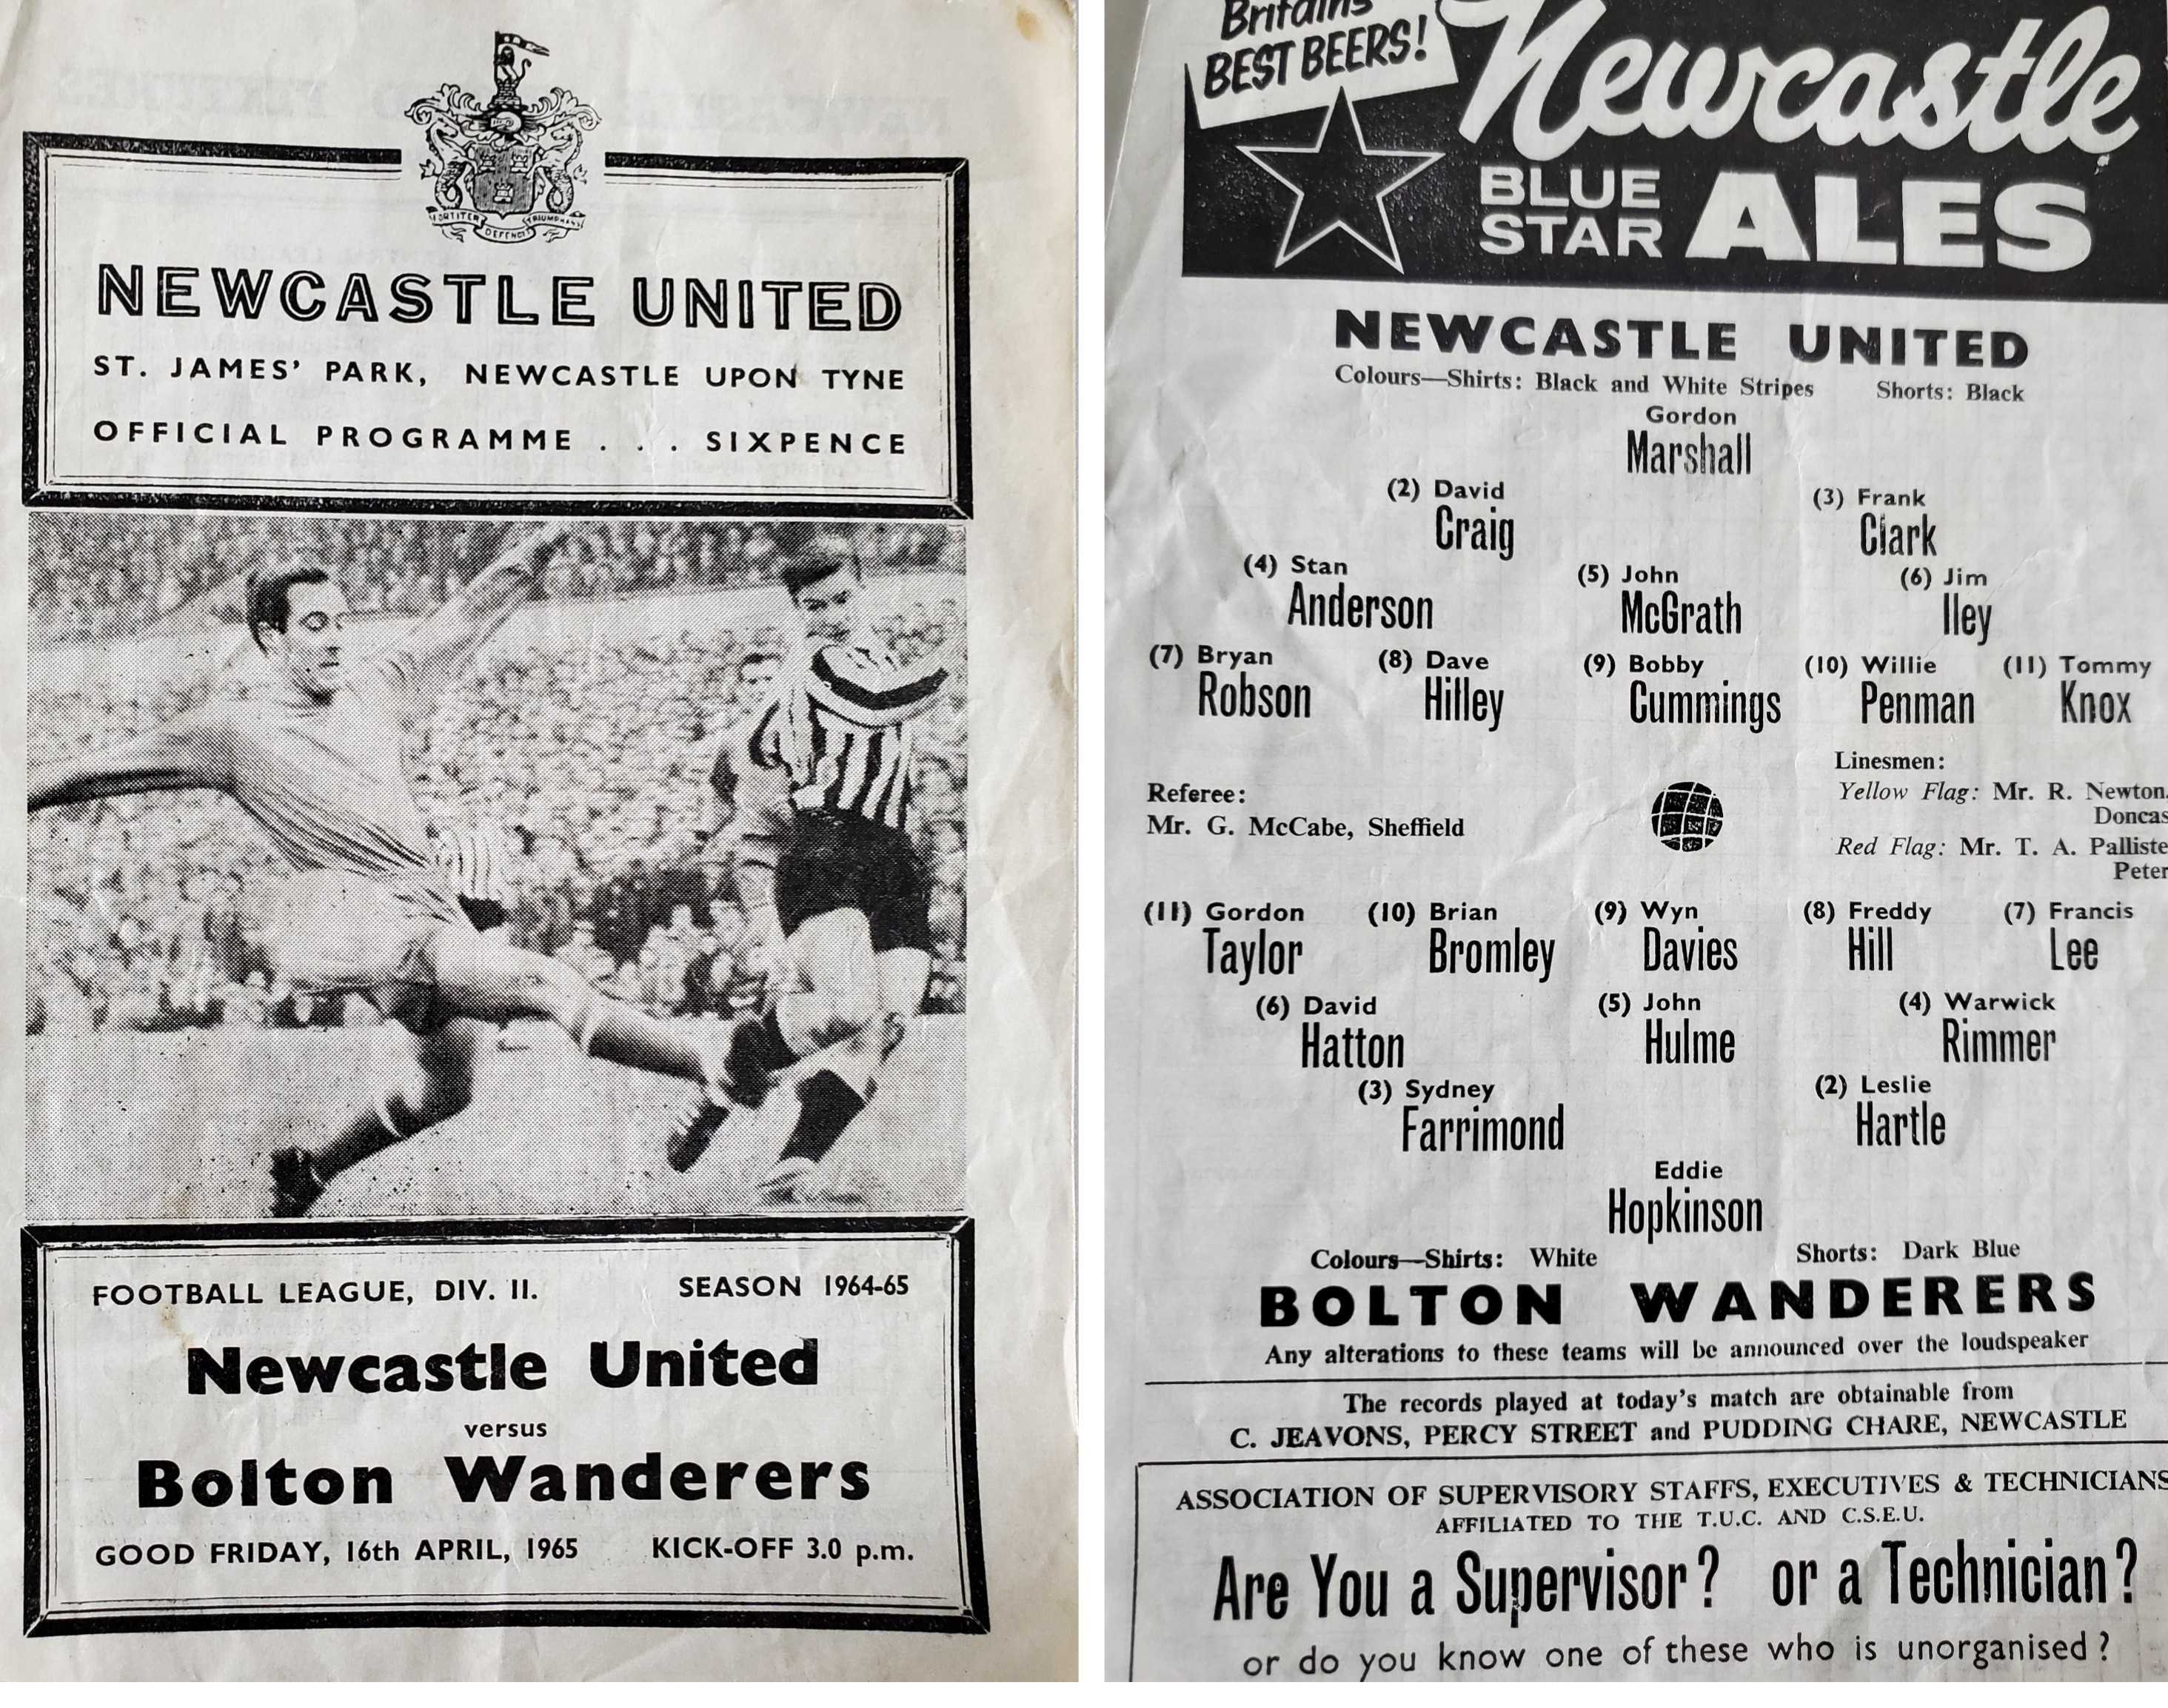 FORTITER DEFENDIT TRIUMPHANS
NEWCASTLE UNITED
ST. JAMES' PARK, NEWCASTLE UPON TYNE
OFFICIAL PROGRAMME . . . SIXPENCE
FOOTBALL LEAGUE, DIV. II. SEASON 1964-65
Newcastle United
versus
Bolton Wanderers
GOOD FRIDAY, 16th APRIL, 1965 KICK-OFF 3.0 p.m.
Britains
BEST BEERS!
Newcastle
BLUE STAR ALES
NEWCASTLE UNITED
Colours—Shirts: Black and White Stripes Shorts: Black
Gordon
Marshall
(2) David (3) Frank
Craig Clark
(4) Stan (5) John (6) Jim
Anderson McGrath Iley
(7) Bryan (8) Dave (9) Bobby (10) Willie (11) Tommy
Robson Hilley Cummings Penman Knox
Linesmen:
Referee: Yellow Flag: Mr. R. Newton,
Doncas
Mr. G. McCabe, Sheffield
Red Flag: Mr. T. A. Palliste
Peter
(11) Gordon (10) Brian (9) Wyn (8) Freddy (7) Francis
Taylor Bromley Davies Hill Lee
(6) David (5) John (4) Warwick
Hatton Hulme Rimmer
(3) Sydney (2) Leslie
Farrimond Hartle
Eddie
Hopkinson
Colours—Shirts: White Shorts: Dark Blue
BOLTON WANDERERS
Any alterations to these teams will be announced over the loudspeaker
The records played at today's match are obtainable from
C. JEAVONS, PERCY STREET and PUDDING CHARE, NEWCASTLE
ASSOCIATION OF SUPERVISORY STAFFS, EXECUTIVES & TECHNICIANS
AFFILIATED TO THE T.U.C. AND C.S.E.U.
Are You a Supervisor? or a Technician?
or do you know one of these who is unorganised?